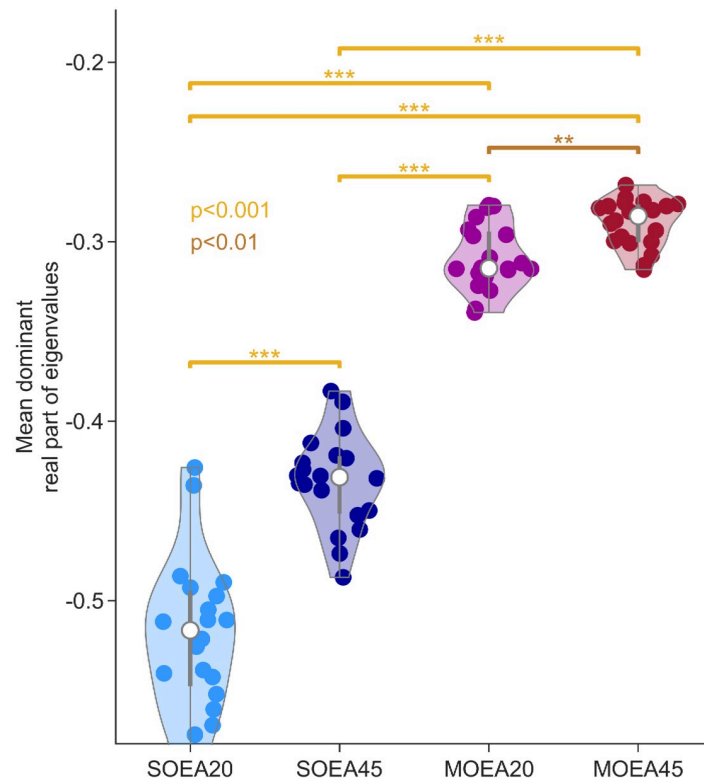 ***
-0.2
***
***
**
***
p<0.001
p<0.01
-0.3
***
-0.4
-0.5
Mean dominant
real part of eigenvalues
SOEA20 SOEA45 MOEA20 MOEA45